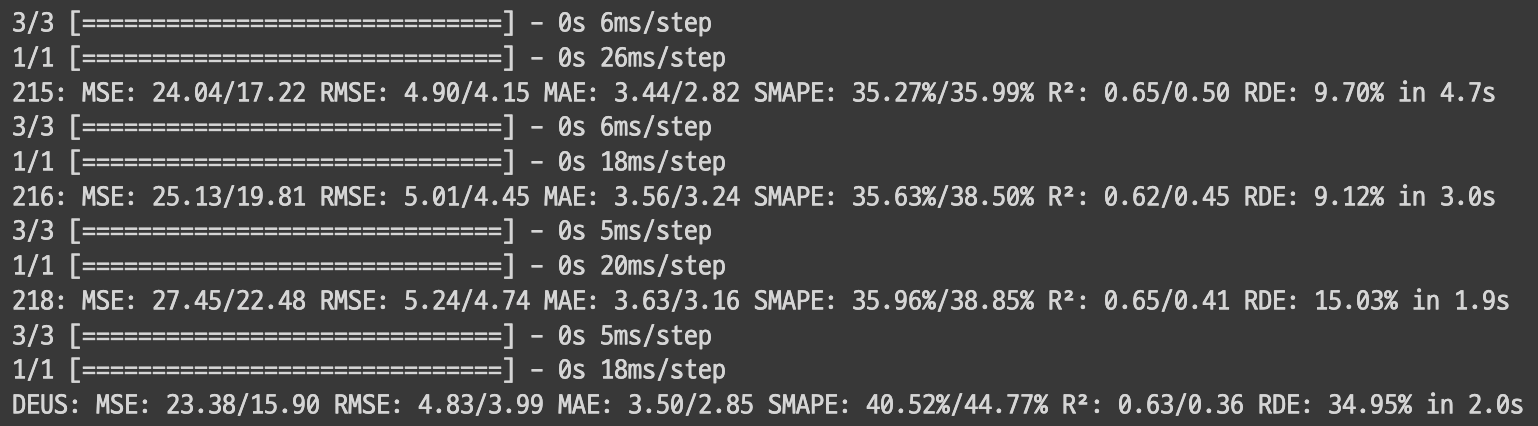 3/3 [==============================] - 0s 6ms/step
1/1 [==============================] - 0s 26ms/step
215: MSE: 24.04/17.22 RMSE: 4.90/4.15 MAE: 3.44/2.82 SMAPE: 35.27%/35.99% R²: 0.65/0.50 RDE: 9.70% in 4.7s
3/3 [==============================] - 0s 6ms/step
1/1 [==============================] - 0s 18ms/step
216: MSE: 25.13/19.81 RMSE: 5.01/4.45 MAE: 3.56/3.24 SMAPE: 35.63%/38.50% R²: 0.62/0.45 RDE: 9.12% in 3.0s
3/3 [==============================] - 0s 5ms/step
1/1 [==============================] - 0s 20ms/step
218: MSE: 27.45/22.48 RMSE: 5.24/4.74 MAE: 3.63/3.16 SMAPE: 35.96%/38.85% R²: 0.65/0.41 RDE: 15.03% in 1.9s
3/3 [==============================] - 0s 5ms/step
1/1 [==============================] - 0s 18ms/step
DEUS: MSE: 23.38/15.90 RMSE: 4.83/3.99 MAE: 3.50/2.85 SMAPE: 40.52%/44.77% R²: 0.63/0.36 RDE: 34.95% in 2.0s